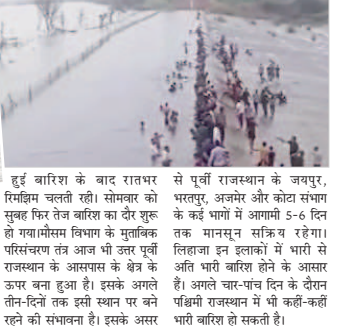 हुई बारिश के बाद रातभर
रिमझिम चलती रही। सोमवार को
सुबह फिर तेज बारिश का दौर शुरू
हो गया।मौसम विभाग के मुताबिक
परिसंचरण तंत्र आज भी उत्तर पूर्वी
राजस्थान के आसपास के क्षेत्र के
ऊपर बना हुआ है। इसके अगले
तीन-दिनों तक इसी स्थान पर बने
रहने की संभावना है। इसके असर
से पूर्वी राजस्थान के जयपुर,
भरतपुर, अजमेर और कोटा संभाग
के कई भागों में आगामी 5-6 दिन
तक मानसून सक्रिय रहेगा।
लिहाजा इन इलाकों में भारी से
अति भारी बारिश होने के आसार
हैं। अगले चार-पांच दिन के दौरान
पश्चिमी राजस्थान में भी कहीं-कहीं
भारी बारिश हो सकती है।